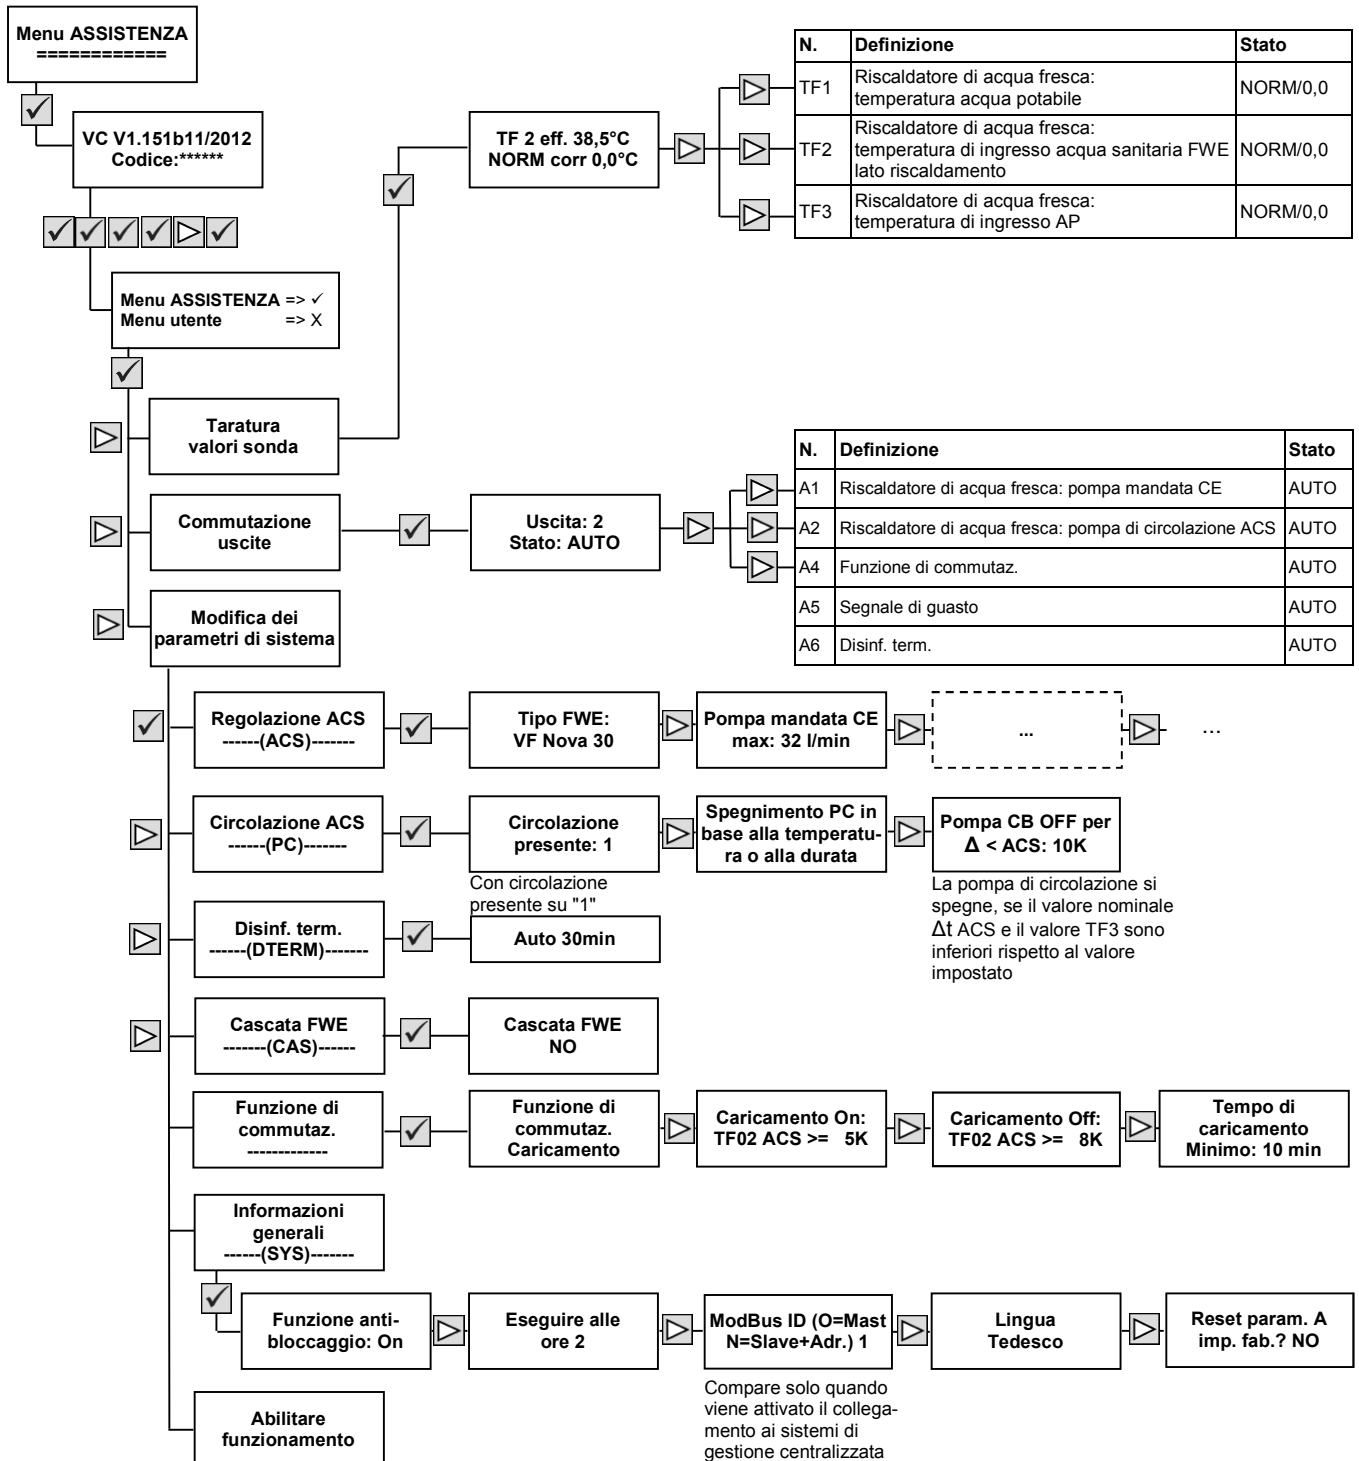 Menu ASSISTENZA
============
VC V1.151b11/2012
Codice:******
Menu ASSISTENZA => ✓
Menu utente => X
Taratura
valori sonda
TF 2 eff. 38,5°C
NORM corr 0,0°C
N. Definizione Stato
TF1 Riscaldatore di acqua fresca:
temperatura acqua potabile NORM/0,0
TF2 Riscaldatore di acqua fresca:
temperatura di ingresso acqua sanitaria FWE
lato riscaldamento NORM/0,0
TF3 Riscaldatore di acqua fresca:
temperatura di ingresso AP NORM/0,0
Commutazione
uscite
Uscita: 2
Stato: AUTO
N. Definizione Stato
A1 Riscaldatore di acqua fresca: pompa mandata CE AUTO
A2 Riscaldatore di acqua fresca: pompa di circolazione ACS AUTO
A4 Funzione di commutaz. AUTO
A5 Segnale di guasto AUTO
A6 Disinf. term. AUTO
Modifica dei
parametri di sistema
Regolazione ACS
------(ACS)-------
Tipo FWE:
VF Nova 30
Pompa mandata CE
max: 32 l/min
...
...
Circolazione ACS
------(PC)-------
Circolazione
presente: 1
Con circolazione
presente su "1"
Spegnimento PC in
base alla temperatu-
ra o alla durata
Pompa CB OFF per
Δ < ACS: 10K
La pompa di circolazione si
spegne, se il valore nominale
Δt ACS e il valore TF3 sono
inferiori rispetto al valore
impostato
Disinf. term.
------(DTERM)-------
Auto 30min
Cascata FWE
-------(CAS)------
Cascata FWE
NO
Funzione di
commutaz.
-------------
Funzione di
commutaz.
Caricamento
Caricamento On:
TF02 ACS >= 5K
Caricamento Off:
TF02 ACS >= 8K
Tempo di
caricamento
Minimo: 10 min
Informazioni
generali
------(SYS)-------
Funzione anti-
bloccaggio: On
Eseguire alle
ore 2
ModBus ID (O=Mast
N=Slave+Adr.) 1
Compare solo quando
viene attivato il collega-
mento ai sistemi di
gestione centralizzata
Lingua
Tedesco
Reset param. A
imp. fab.? NO
Abilitare
funzionamento